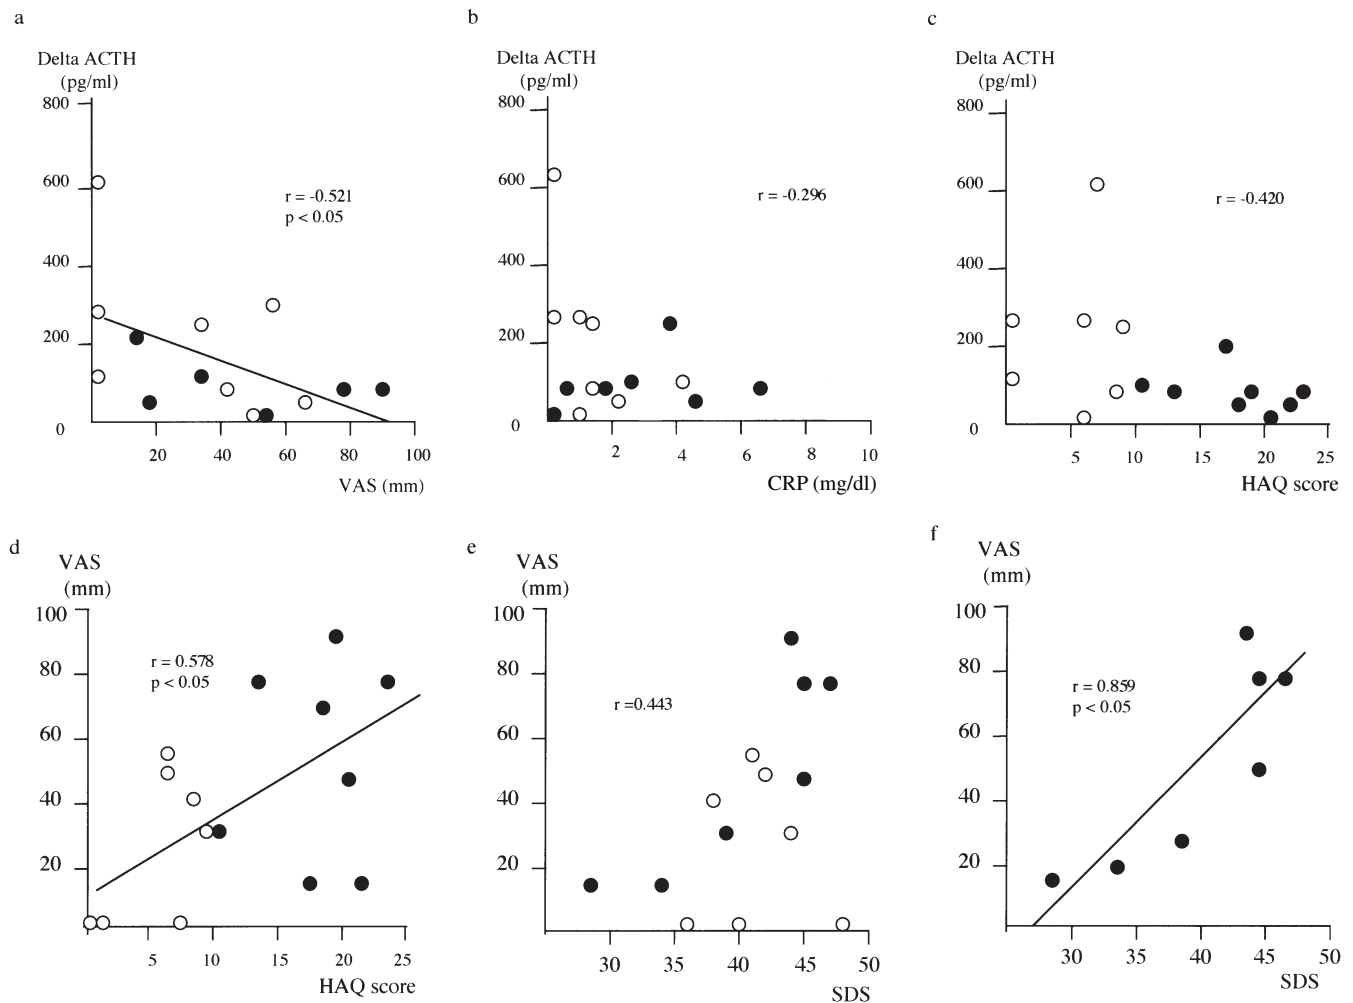 a
Delta ACTH
(pg/ml)
800
600
400
200
0
r = -0.521
p < 0.05
20 40 60 80 100
VAS (mm)
b
Delta ACTH
(pg/ml)
800
600
400
200
0
r = -0.296
2 4 6 8 10
CRP (mg/dl)
c
Delta ACTH
(pg/ml)
800
600
400
200
0
r = -0.420
5 10 15 20 25
HAQ score
d
VAS
(mm)
100
80
60
40
20
r = 0.578
p < 0.05
5 10 15 20 25
HAQ score
e
VAS
(mm)
100
80
60
40
20
r =0.443
30 35 40 45 50
SDS
f
VAS
(mm)
100
80
60
40
20
r = 0.859
p < 0.05
30 35 40 45 50
SDS